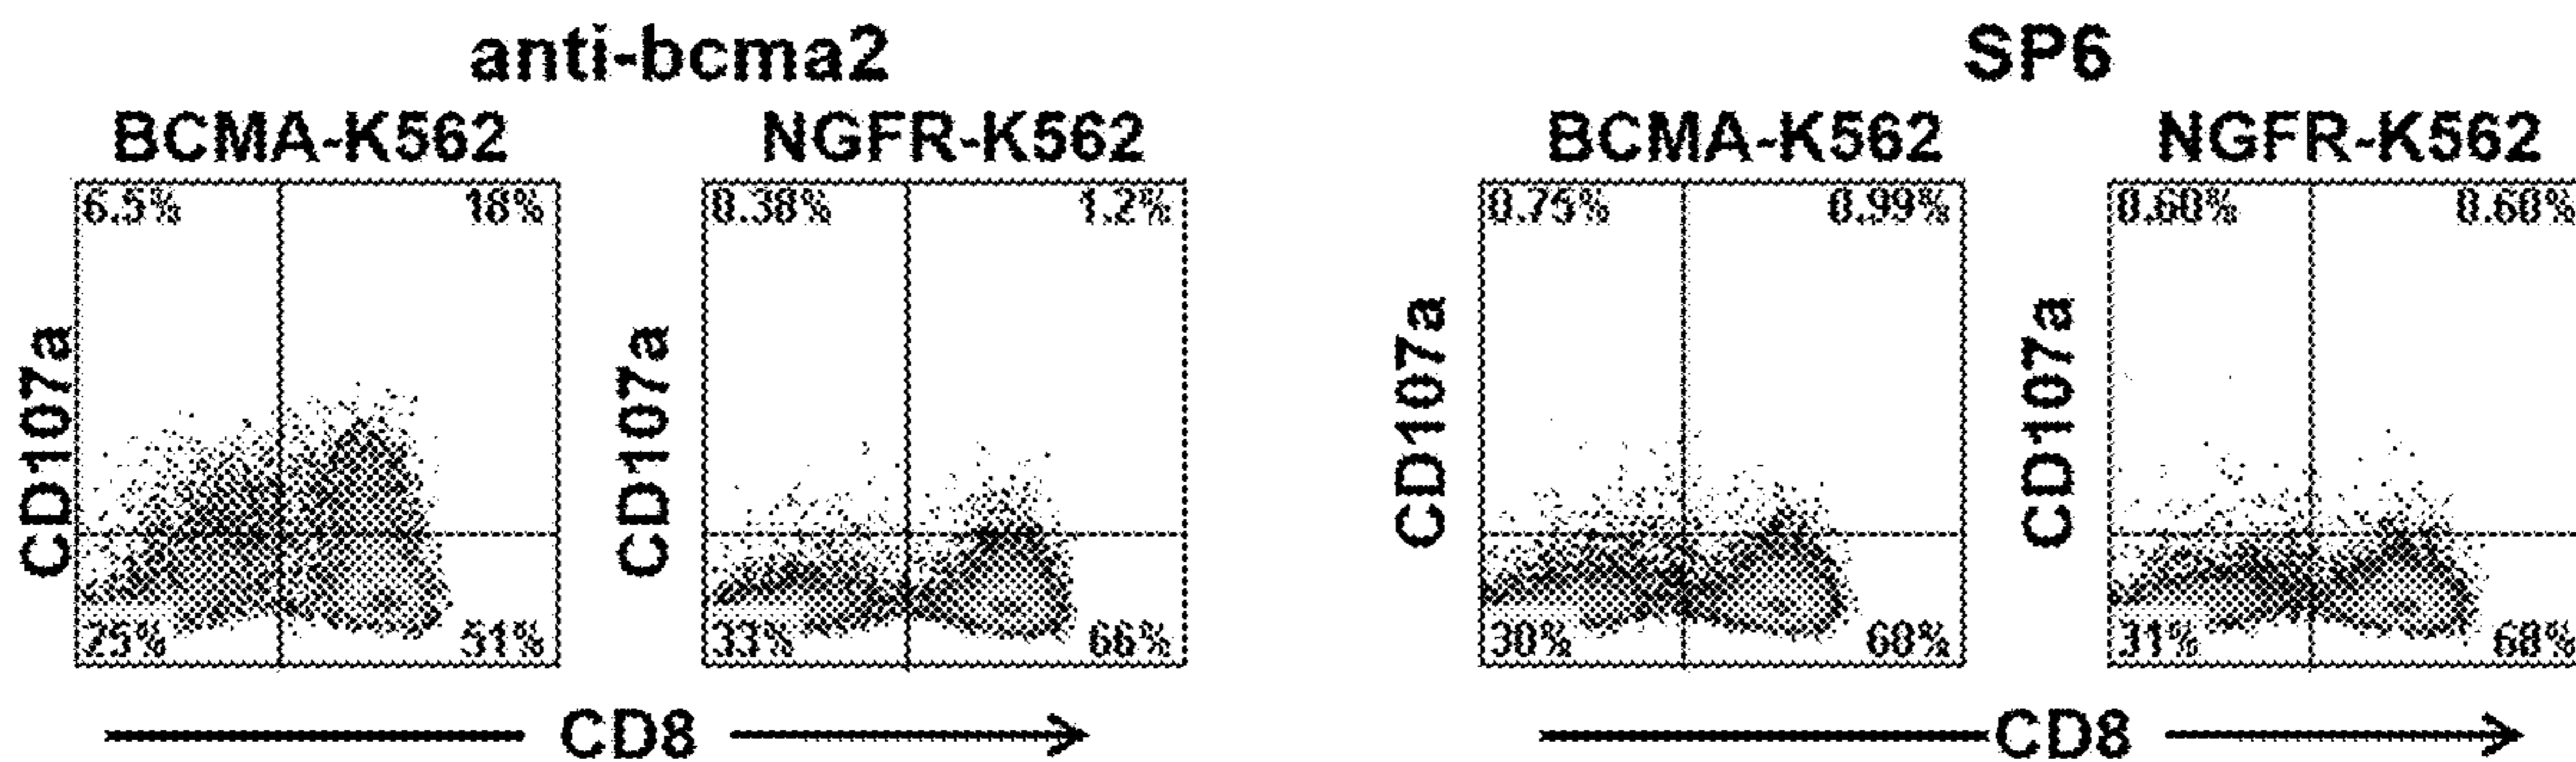 anti-bcma2 SP6
BCMA-K562 NGFR-K562 BCMA-K562 NGFR-K562
6.5% 18% 0.38% 1.2% 0.75% 0.99% 0.60% 0.60%
CD107a CD107a CD107a CD107a
25% 51% 33% 66% 30% 68% 31% 68%
CD8 CD8